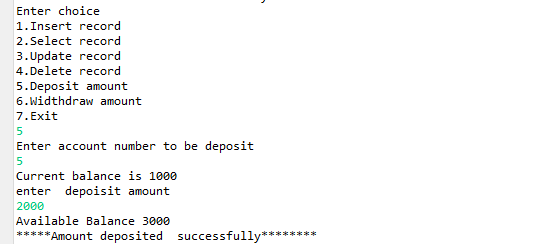 Enter choice
1.Insert record
2.Select record
3.Update record
4.Delete record
5.Deposit amount
6.Widthdraw amount
7.Exit
5
Enter account number to be deposit
5
Current balance is 1000
enter  depoisit amount
2000
Available Balance 3000
*****Amount deposited  successfully********